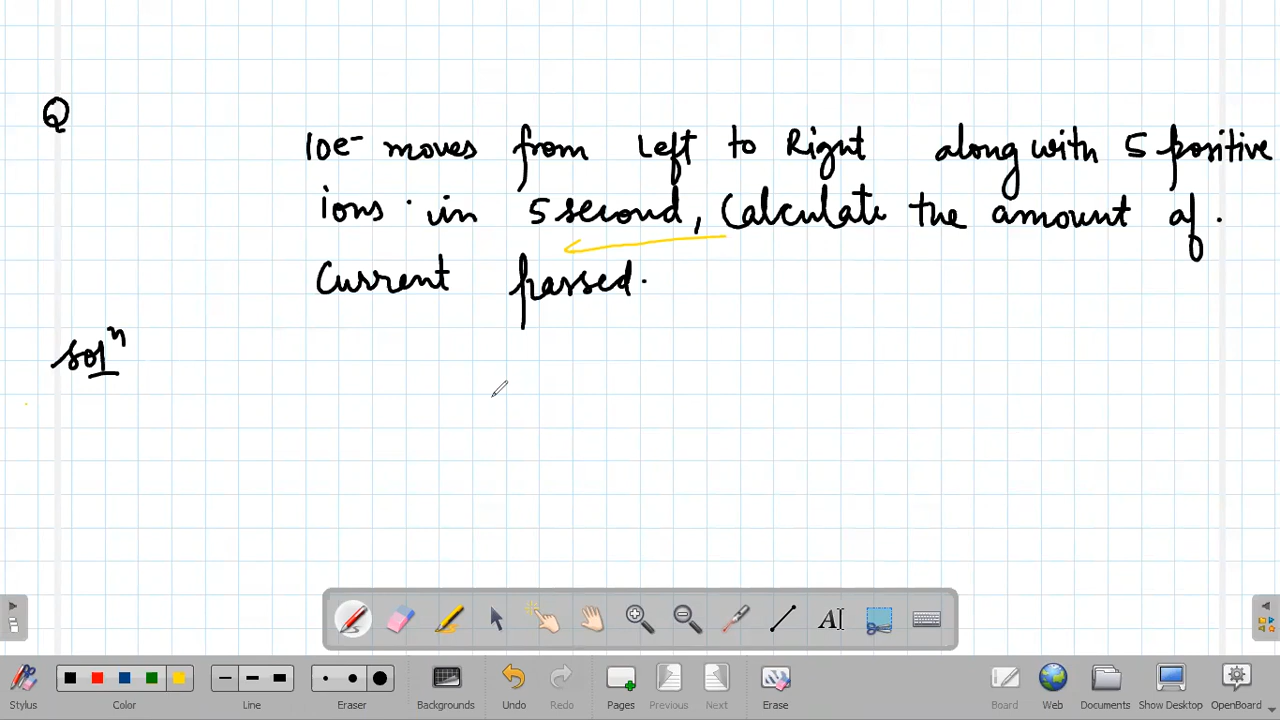 Q
10e- moves from Left to Right along with 5 positive
ions. in 5 second, Calculate the amount of.
Current passed.
Solⁿ
Stylus
Color
Line
Eraser
Backgrounds
Undo
Redo
Pages
Previous
Next
Erase
Board
Web
Documents
Show Desktop
OpenBoard